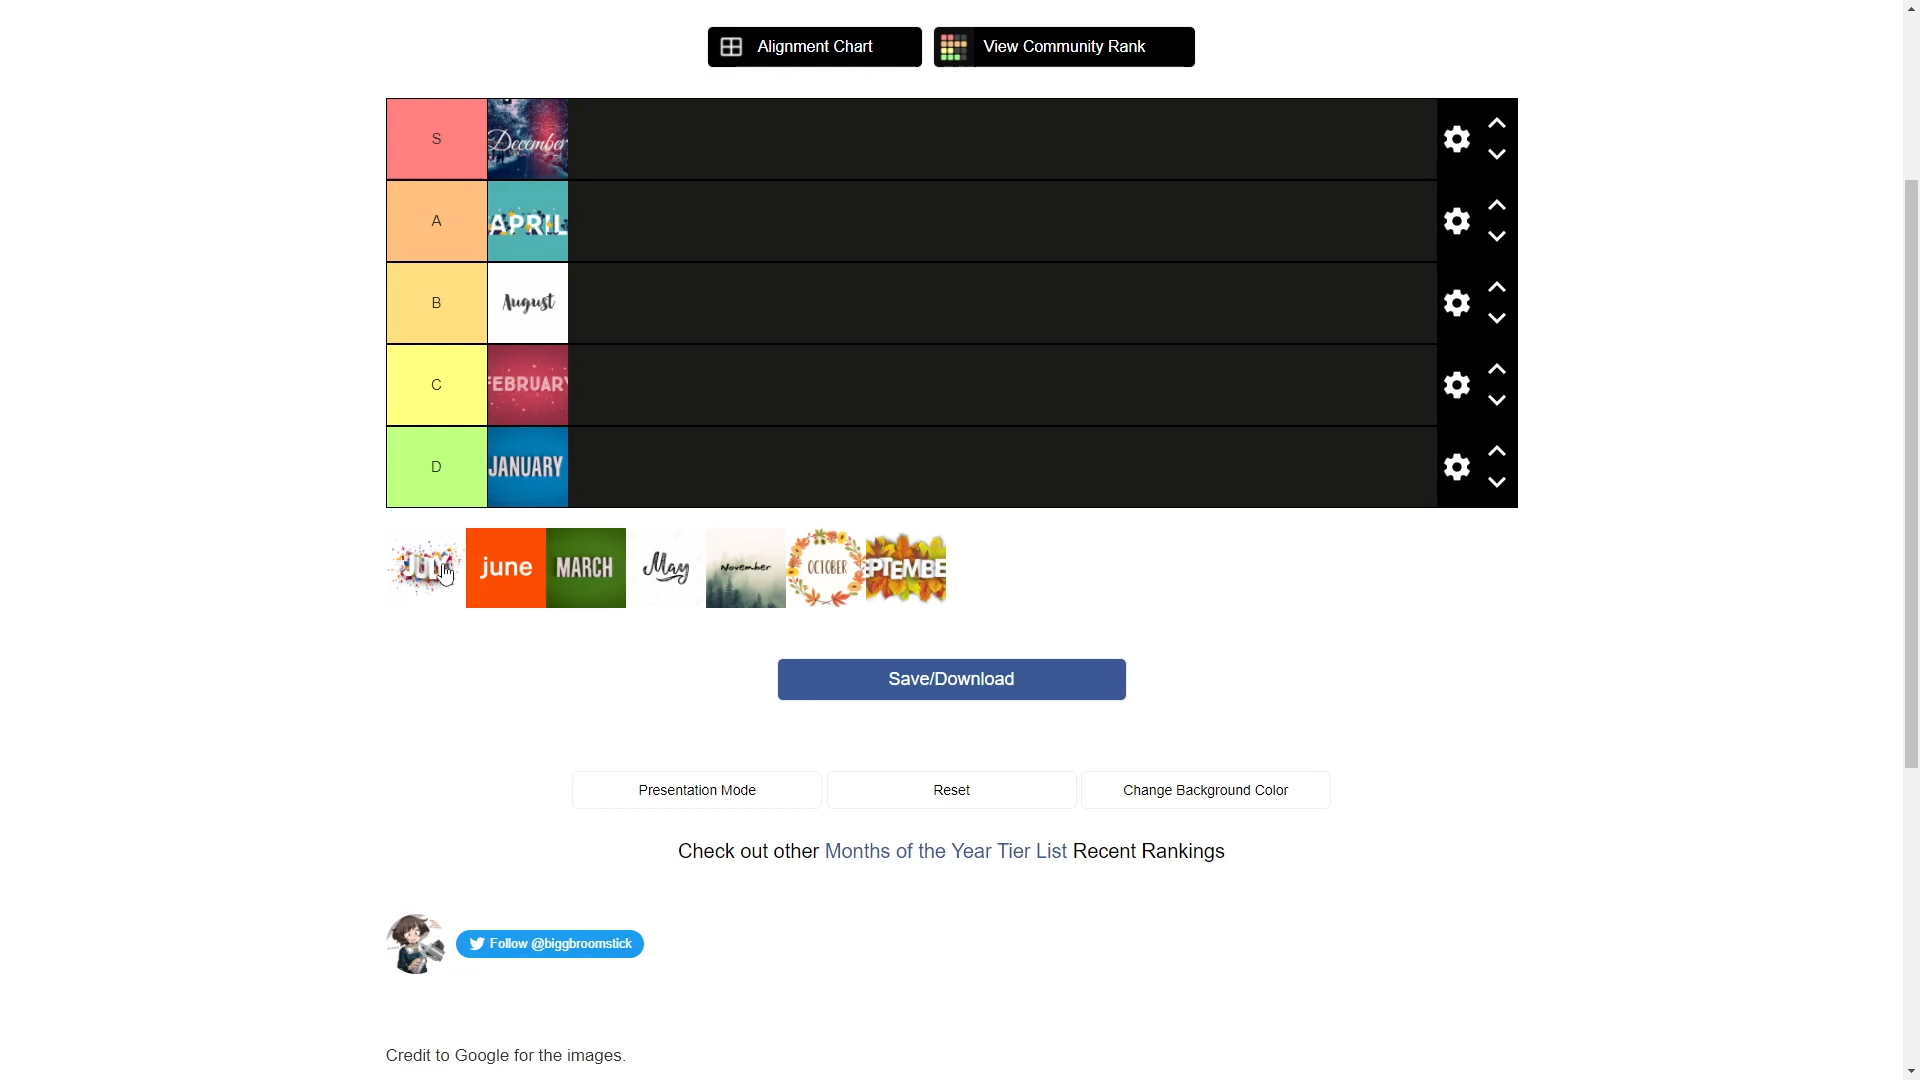 Alignment Chart
View Community Rank
S
December
A
APRIL
B
August
C
FEBRUARY
D
JANUARY
JULY
june
MARCH
May
November
OCTOBER
PTEMBE
Save/Download
Presentation Mode
Reset
Change Background Color
Check out other Months of the Year Tier List Recent Rankings
Follow @biggbroomstick
Credit to Google for the images.